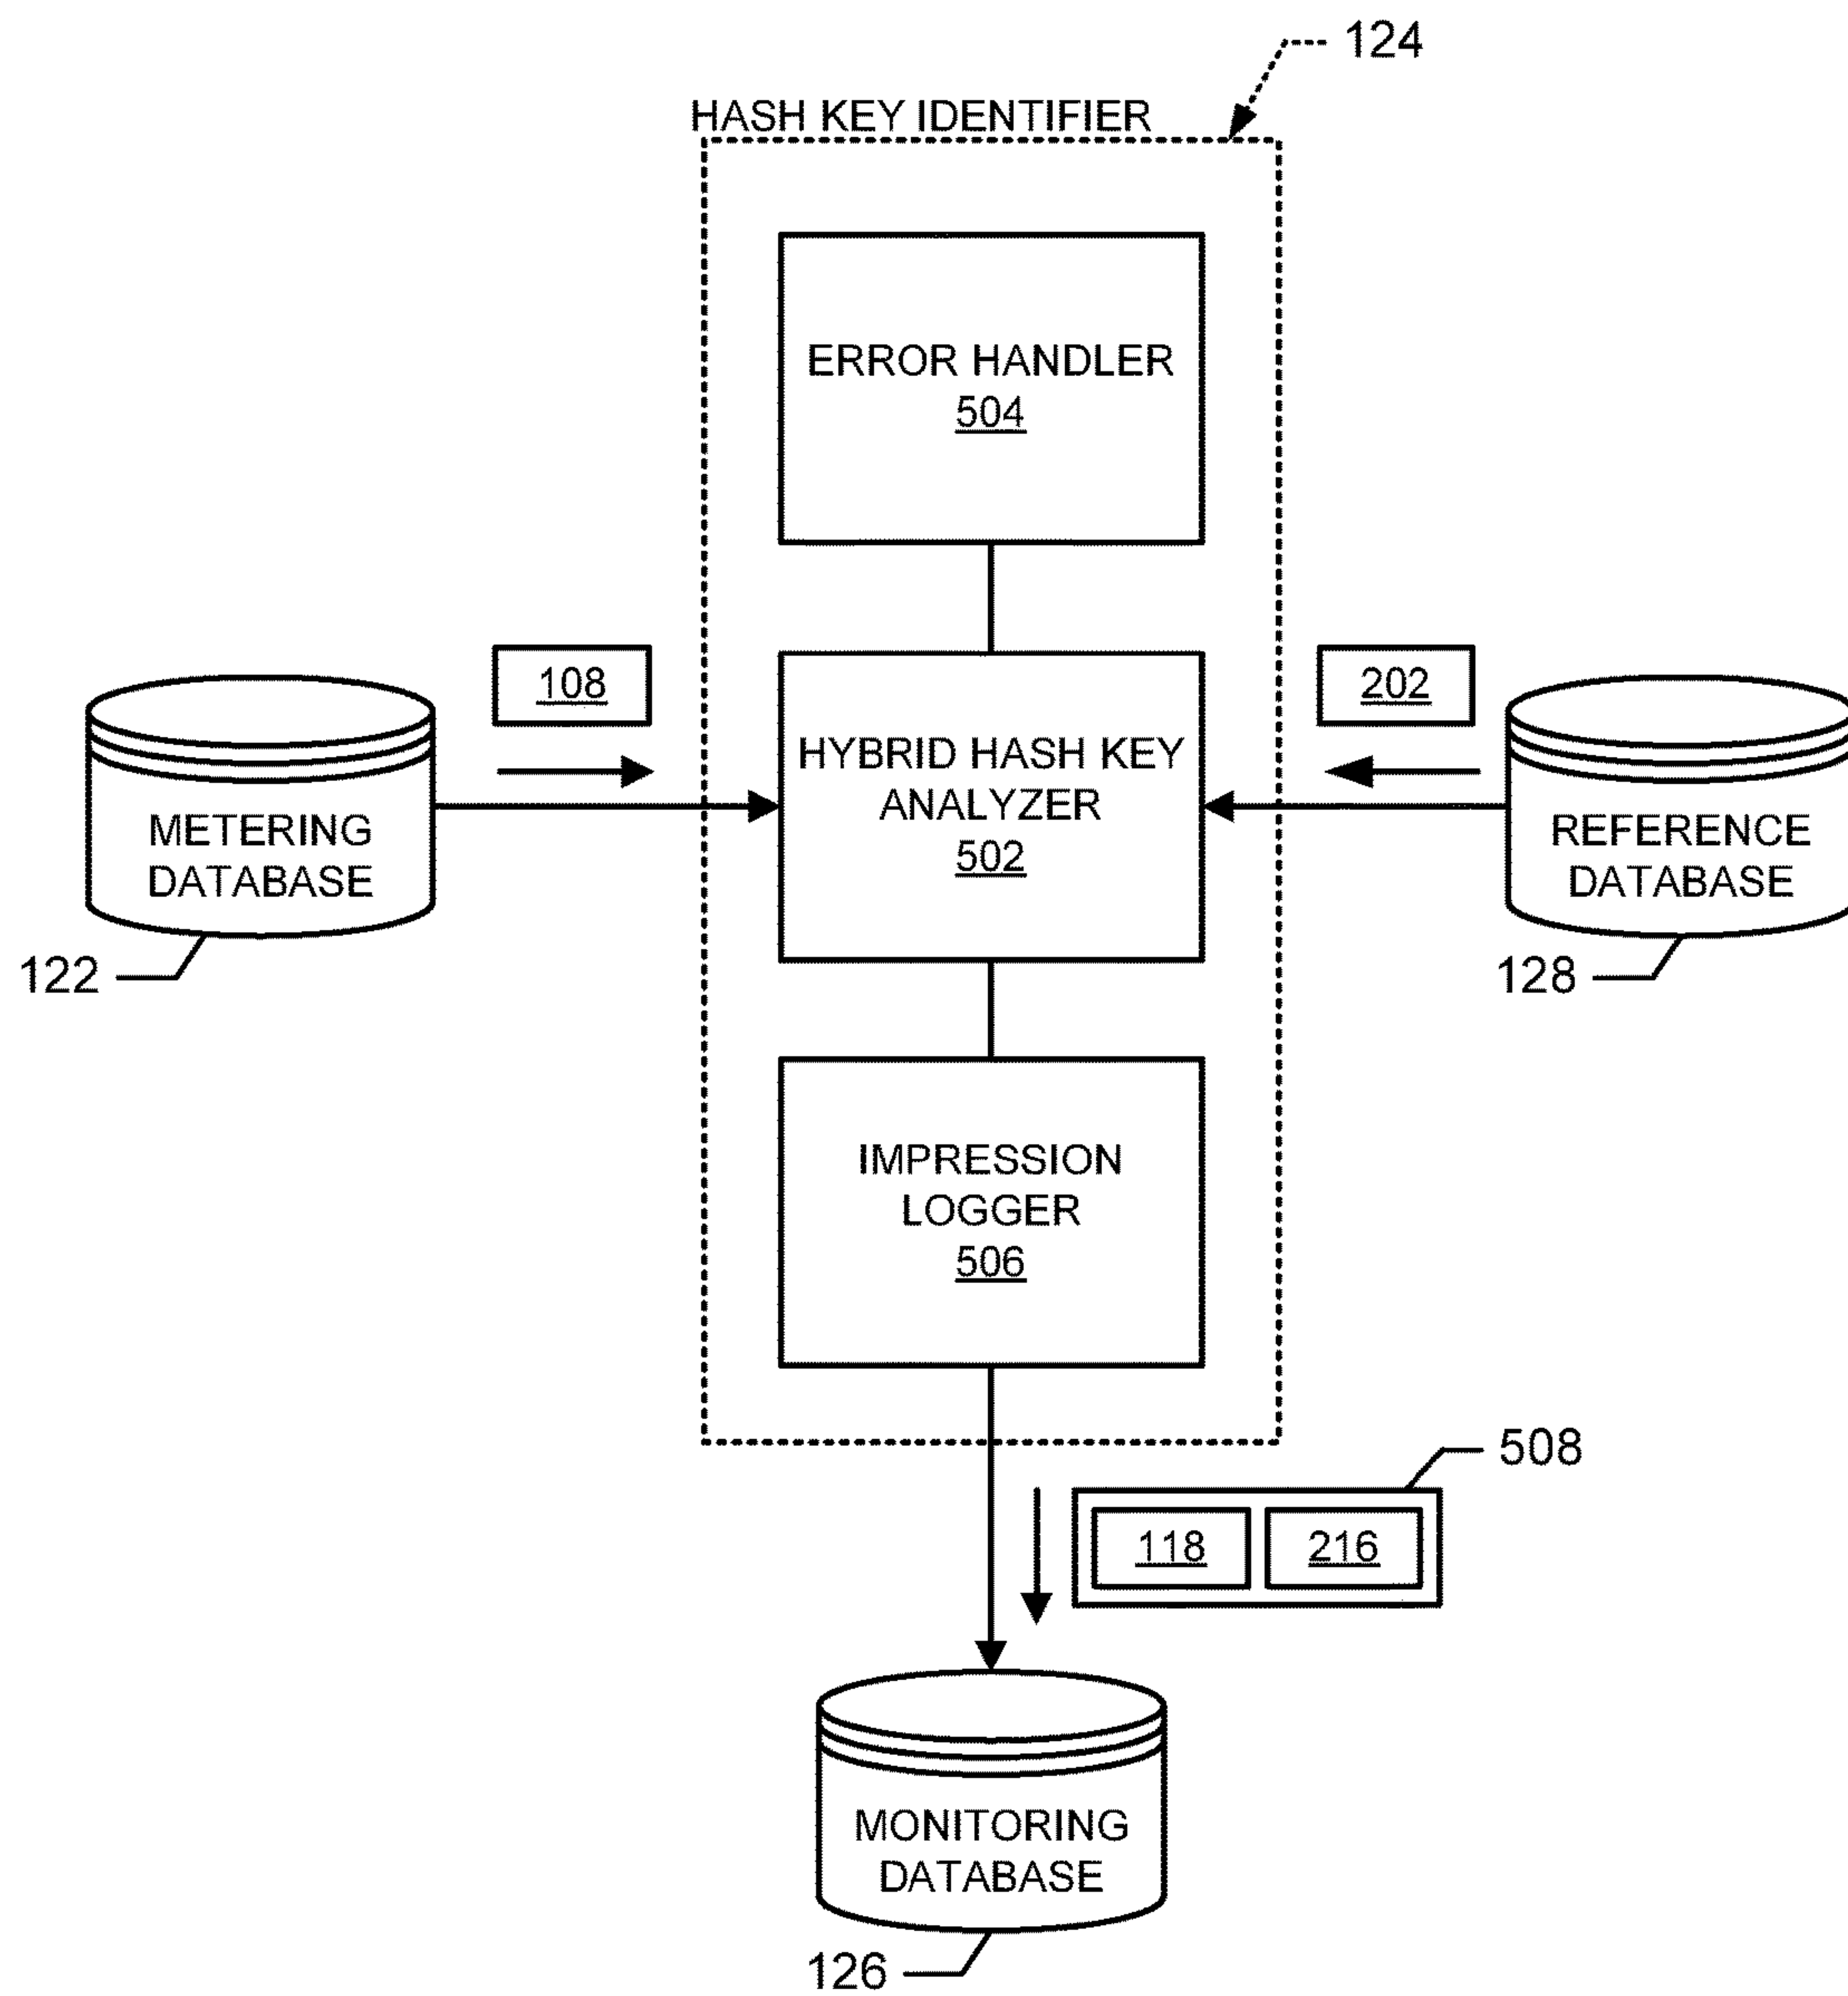 124
HASH KEY IDENTIFIER
ERROR HANDLER
504
108
202
METERING
DATABASE
122
HYBRID HASH KEY
ANALYZER
502
REFERENCE
DATABASE
128
IMPRESSION
LOGGER
506
508
118
216
MONITORING
DATABASE
126